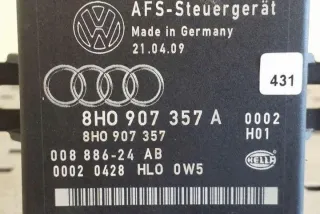 AFS-Steuergerät
Made in Germany
21.04.09
431
8H0 907 357 A 0002
8H0 907 357 H01
008 886-24 AB
0002 0428 HL0 0W5
HELLA